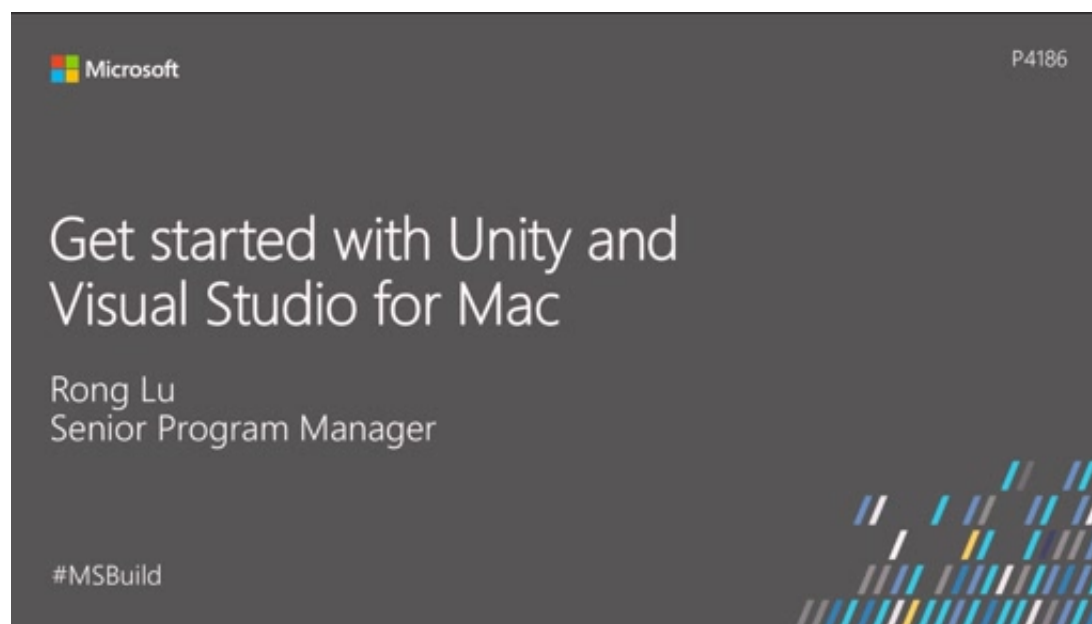 Microsoft
P4186
Get started with Unity and
Visual Studio for Mac
Rong Lu
Senior Program Manager
#MSBuild